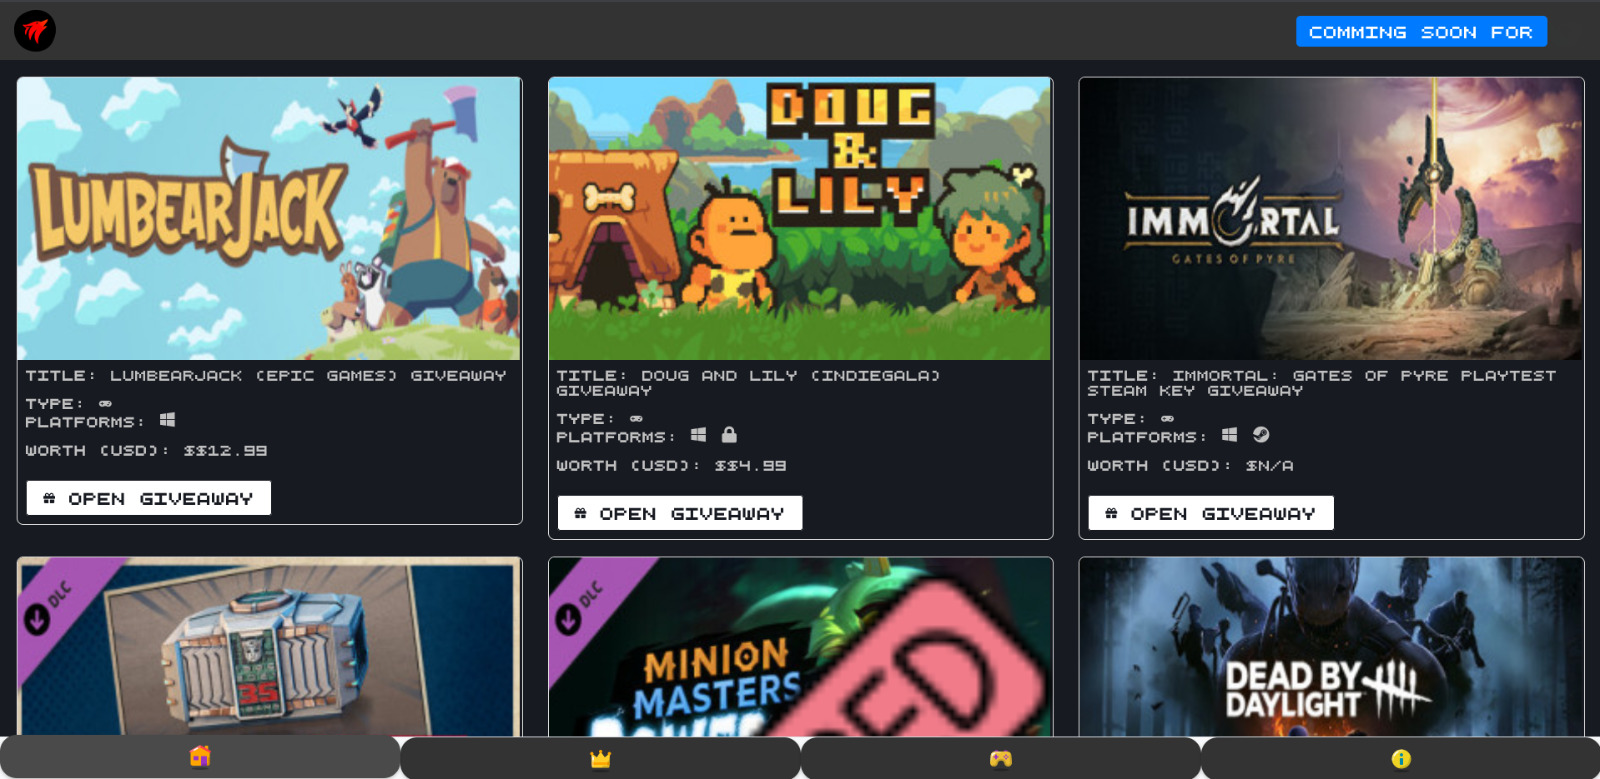 COMMING SOON FOR
LUMBEARJACK
DOUG
&
LILY
IMMORTAL
GATES OF PYRE
TITLE: LUMBEARJACK (EPIC GAMES) GIVEAWAY
TYPE:
PLATFORMS:
WORTH (USD): $$12.99
OPEN GIVEAWAY
TITLE: DOUG AND LILY (INDIEGALA)
GIVEAWAY
TYPE:
PLATFORMS:
WORTH (USD): $$4.99
OPEN GIVEAWAY
TITLE: IMMORTAL: GATES OF PYRE PLAYTEST
STEAM KEY GIVEAWAY
TYPE:
PLATFORMS:
WORTH (USD): $N/A
OPEN GIVEAWAY
DLC
35
DLC
MINION
MASTERS
POWER
DEAD BY
DAYLIGHT